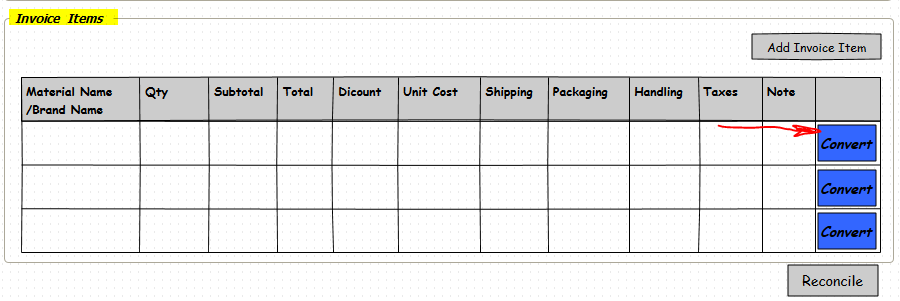 Invoice Items
Add Invoice Item
Material Name Qty Subtotal Total Dicount Unit Cost Shipping Packaging Handling Taxes Note
/Brand Name
Convert
Convert
Convert
Reconcile